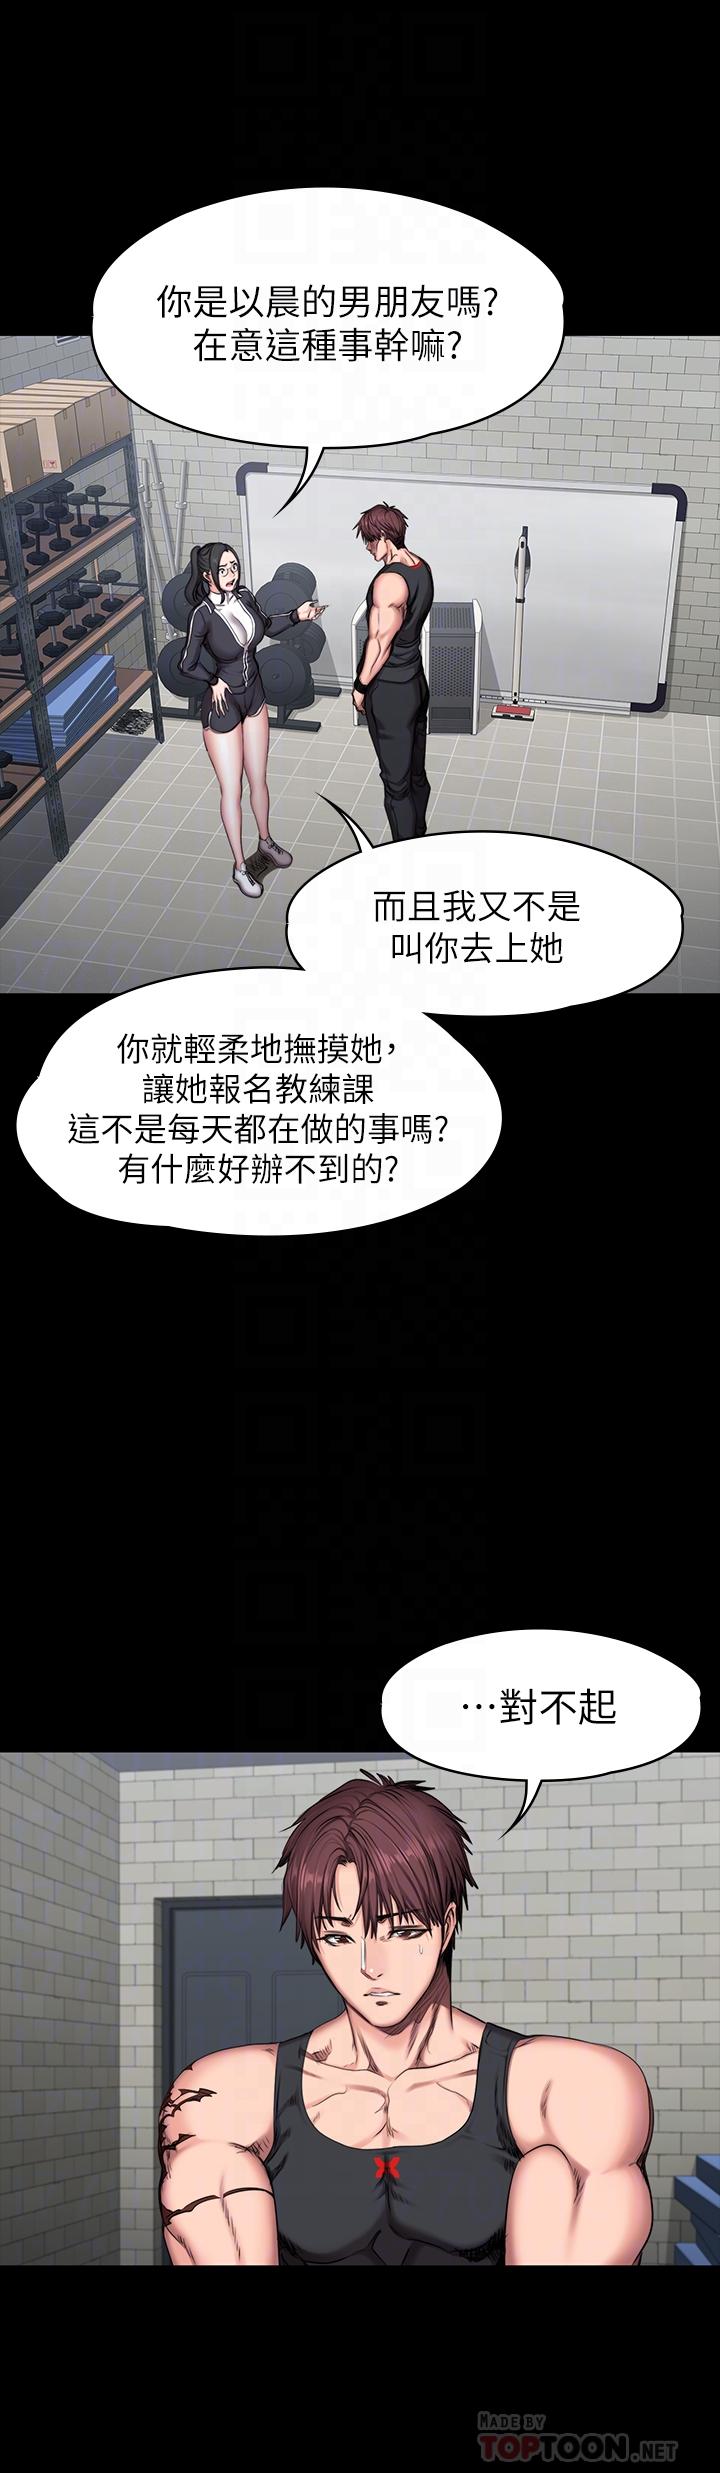 你是以晨的男朋友嗎?
在意這種事幹嘛?
而且我又不是
叫你去上她
你就輕柔地撫摸她，
讓她報名教練課
這不是每天都在做的事嗎?
有什麼好辦不到的?
…對不起
MADE BY
TOPTOON.NET